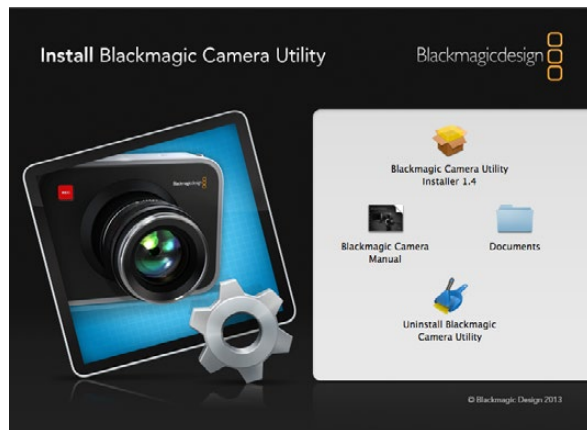 Install Blackmagic Camera Utility
Blackmagicdesign
Blackmagic Camera Utility
Installer 1.4
Blackmagic Camera
Manual
Documents
Uninstall Blackmagic
Camera Utility
© Blackmagic Design 2013